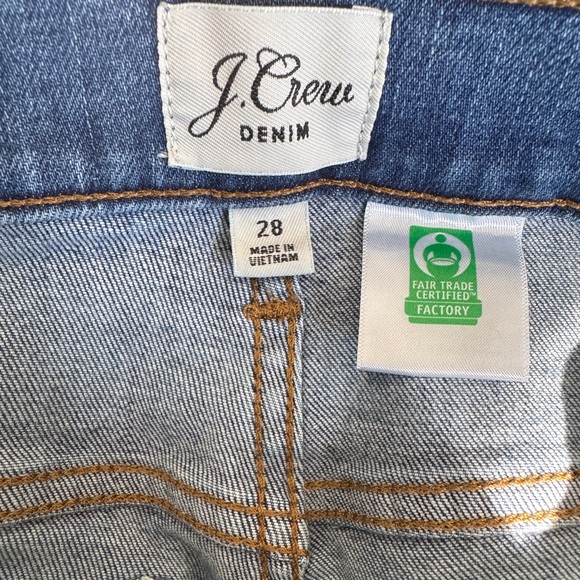 J.Crew
DENIM
28
MADE IN
VIETNAM
FAIR TRADE
CERTIFIED™
FACTORY